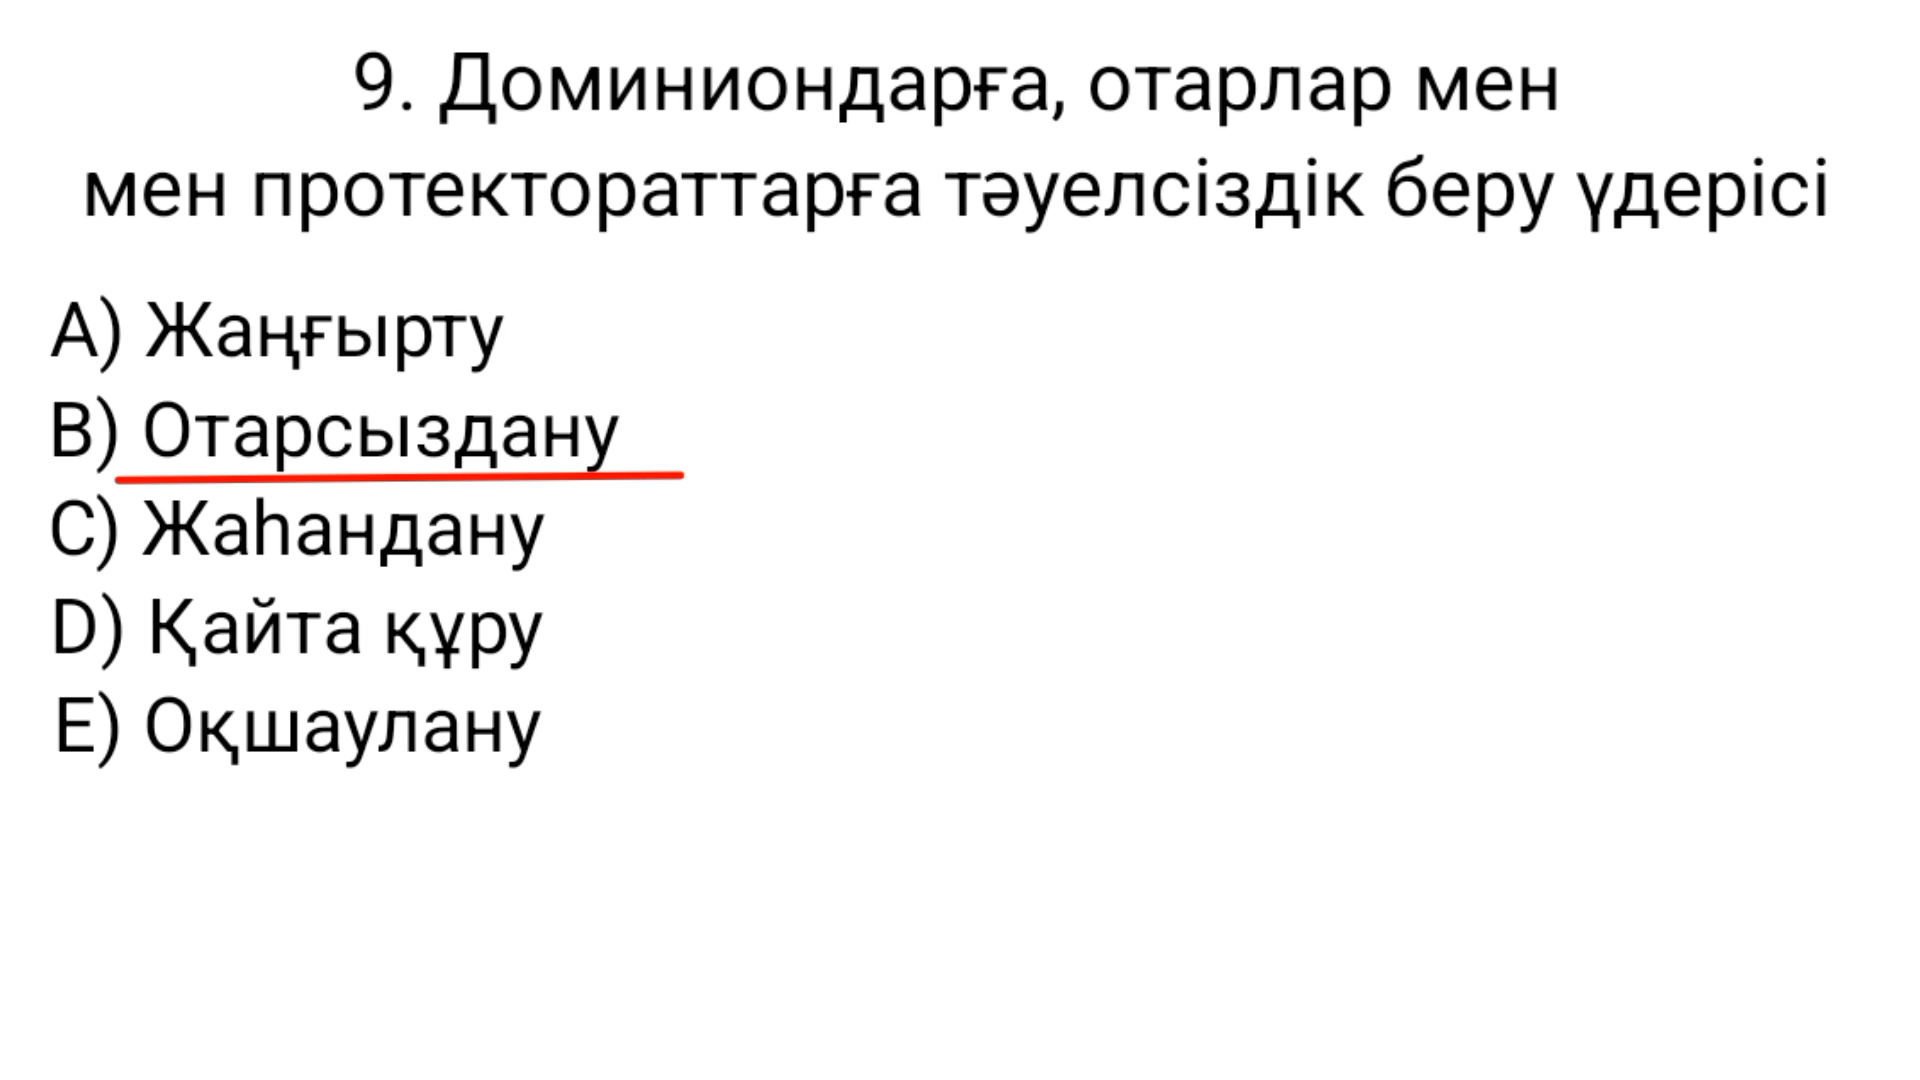 9. Доминиондарға, отарлар мен
мен протектораттарға тәуелсіздік беру үдерісі
A) Жаңғырту
B) Отарсыздану
C) Жаһандану
D) Қайта құру
E) Оқшаулану